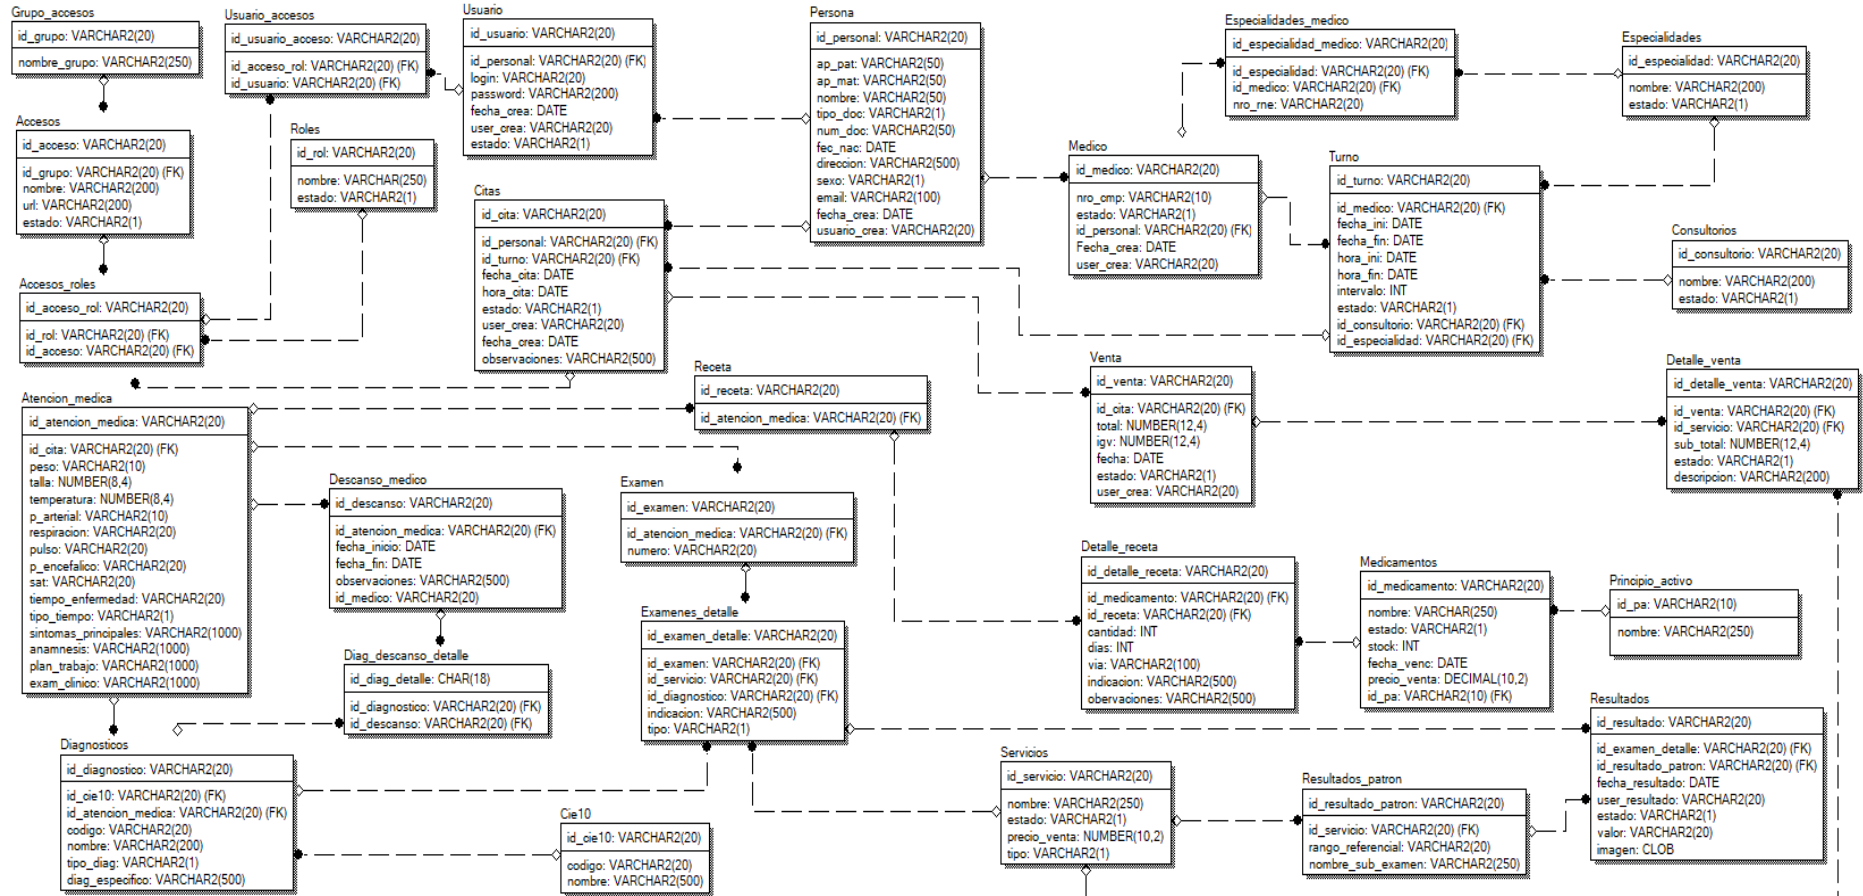 Grupo_accesos
id_grupo: VARCHAR2(20)
nombre_grupo: VARCHAR2(250)
Usuario_accesos
id_usuario_acceso: VARCHAR2(20)
id_acceso_rol: VARCHAR2(20) (FK)
id_usuario: VARCHAR2(20) (FK)
Usuario
id_usuario: VARCHAR2(20)
id_personal: VARCHAR2(20) (FK)
login: VARCHAR2(20)
password: VARCHAR2(200)
fecha_crea: DATE
user_crea: VARCHAR2(20)
estado: VARCHAR2(1)
Persona
id_personal: VARCHAR2(20)
ap_pat: VARCHAR2(50)
ap_mat: VARCHAR2(50)
nombre: VARCHAR2(50)
tipo_doc: VARCHAR2(1)
num_doc: VARCHAR2(50)
fec_nac: DATE
direccion: VARCHAR2(500)
sexo: VARCHAR2(1)
email: VARCHAR2(100)
fecha_crea: DATE
usuario_crea: VARCHAR2(20)
Especialidades_medico
id_especialidad_medico: VARCHAR2(20)
id_especialidad: VARCHAR2(20) (FK)
id_medico: VARCHAR2(20) (FK)
nro_rne: VARCHAR2(20)
Especialidades
id_especialidad: VARCHAR2(20)
nombre: VARCHAR2(200)
estado: VARCHAR2(1)
Accesos
id_acceso: VARCHAR2(20)
id_grupo: VARCHAR2(20) (FK)
nombre: VARCHAR2(200)
url: VARCHAR2(200)
estado: VARCHAR2(1)
Roles
id_rol: VARCHAR2(20)
nombre: VARCHAR(250)
estado: VARCHAR2(1)
Medico
id_medico: VARCHAR2(20)
nro_cmp: VARCHAR2(10)
estado: VARCHAR2(1)
id_personal: VARCHAR2(20) (FK)
Fecha_crea: DATE
user_crea: VARCHAR2(20)
Turno
id_turno: VARCHAR2(20)
id_medico: VARCHAR2(20) (FK)
fecha_ini: DATE
fecha_fin: DATE
hora_ini: DATE
hora_fin: DATE
intervalo: INT
estado: VARCHAR2(1)
id_consultorio: VARCHAR2(20) (FK)
id_especialidad: VARCHAR2(20) (FK)
Consultorios
id_consultorio: VARCHAR2(20)
nombre: VARCHAR2(200)
estado: VARCHAR2(1)
Citas
id_cita: VARCHAR2(20)
id_personal: VARCHAR2(20) (FK)
id_turno: VARCHAR2(20) (FK)
fecha_cita: DATE
hora_cita: DATE
estado: VARCHAR2(1)
user_crea: VARCHAR2(20)
fecha_crea: DATE
observaciones: VARCHAR2(500)
Accesos_roles
id_acceso_rol: VARCHAR2(20)
id_rol: VARCHAR2(20) (FK)
id_acceso: VARCHAR2(20) (FK)
Receta
id_receta: VARCHAR2(20)
id_atencion_medica: VARCHAR2(20) (FK)
Venta
id_venta: VARCHAR2(20)
id_cita: VARCHAR2(20) (FK)
total: NUMBER(12,4)
igv: NUMBER(12,4)
fecha: DATE
estado: VARCHAR2(1)
user_crea: VARCHAR2(20)
Detalle_venta
id_detalle_venta: VARCHAR2(20)
id_venta: VARCHAR2(20) (FK)
id_servicio: VARCHAR2(20) (FK)
sub_total: NUMBER(12,4)
estado: VARCHAR2(1)
descripcion: VARCHAR2(200)
Atencion_medica
id_atencion_medica: VARCHAR2(20)
id_cita: VARCHAR2(20) (FK)
peso: VARCHAR2(10)
talla: NUMBER(8,4)
temperatura: NUMBER(8,4)
p_arterial: VARCHAR2(10)
respiracion: VARCHAR2(20)
pulso: VARCHAR2(20)
p_encefalico: VARCHAR2(20)
sat: VARCHAR2(20)
tiempo_enfermedad: VARCHAR2(20)
tipo_tiempo: VARCHAR2(1)
sintomas_principales: VARCHAR2(1000)
anamnesis: VARCHAR2(1000)
plan_trabajo: VARCHAR2(1000)
exam_clinico: VARCHAR2(1000)
Descanso_medico
id_descanso: VARCHAR2(20)
id_atencion_medica: VARCHAR2(20) (FK)
fecha_inicio: DATE
fecha_fin: DATE
observaciones: VARCHAR2(500)
id_medico: VARCHAR2(20)
Examen
id_examen: VARCHAR2(20)
id_atencion_medica: VARCHAR2(20) (FK)
numero: VARCHAR2(20)
Detalle_receta
id_detalle_receta: VARCHAR2(20)
id_medicamento: VARCHAR2(20) (FK)
id_receta: VARCHAR2(20) (FK)
cantidad: INT
dias: INT
via: VARCHAR2(100)
indicacion: VARCHAR2(500)
obervaciones: VARCHAR2(500)
Medicamentos
id_medicamento: VARCHAR2(20)
nombre: VARCHAR(250)
estado: VARCHAR2(1)
stock: INT
fecha_venc: DATE
precio_venta: DECIMAL(10,2)
id_pa: VARCHAR2(10) (FK)
Principio_activo
id_pa: VARCHAR2(10)
nombre: VARCHAR2(250)
Examenes_detalle
id_examen_detalle: VARCHAR2(20)
id_examen: VARCHAR2(20) (FK)
id_servicio: VARCHAR2(20) (FK)
id_diagnostico: VARCHAR2(20) (FK)
indicacion: VARCHAR2(500)
tipo: VARCHAR2(1)
Diag_descanso_detalle
id_diag_detalle: CHAR(18)
id_diagnostico: VARCHAR2(20) (FK)
id_descanso: VARCHAR2(20) (FK)
Resultados
id_resultado: VARCHAR2(20)
id_examen_detalle: VARCHAR2(20) (FK)
id_resultado_patron: VARCHAR2(20) (FK)
fecha_resultado: DATE
user_resultado: VARCHAR2(20)
estado: VARCHAR2(1)
valor: VARCHAR2(20)
imagen: CLOB
Diagnosticos
id_diagnostico: VARCHAR2(20)
id_cie10: VARCHAR2(20) (FK)
id_atencion_medica: VARCHAR2(20) (FK)
codigo: VARCHAR2(20)
nombre: VARCHAR2(200)
tipo_diag: VARCHAR2(1)
diag_especifico: VARCHAR2(500)
Cie10
id_cie10: VARCHAR2(20)
codigo: VARCHAR2(20)
nombre: VARCHAR2(500)
Servicios
id_servicio: VARCHAR2(20)
nombre: VARCHAR2(250)
estado: VARCHAR2(1)
precio_venta: NUMBER(10,2)
tipo: VARCHAR2(1)
Resultados_patron
id_resultado_patron: VARCHAR2(20)
id_servicio: VARCHAR2(20) (FK)
rango_referencial: VARCHAR2(20)
nombre_sub_examen: VARCHAR2(250)